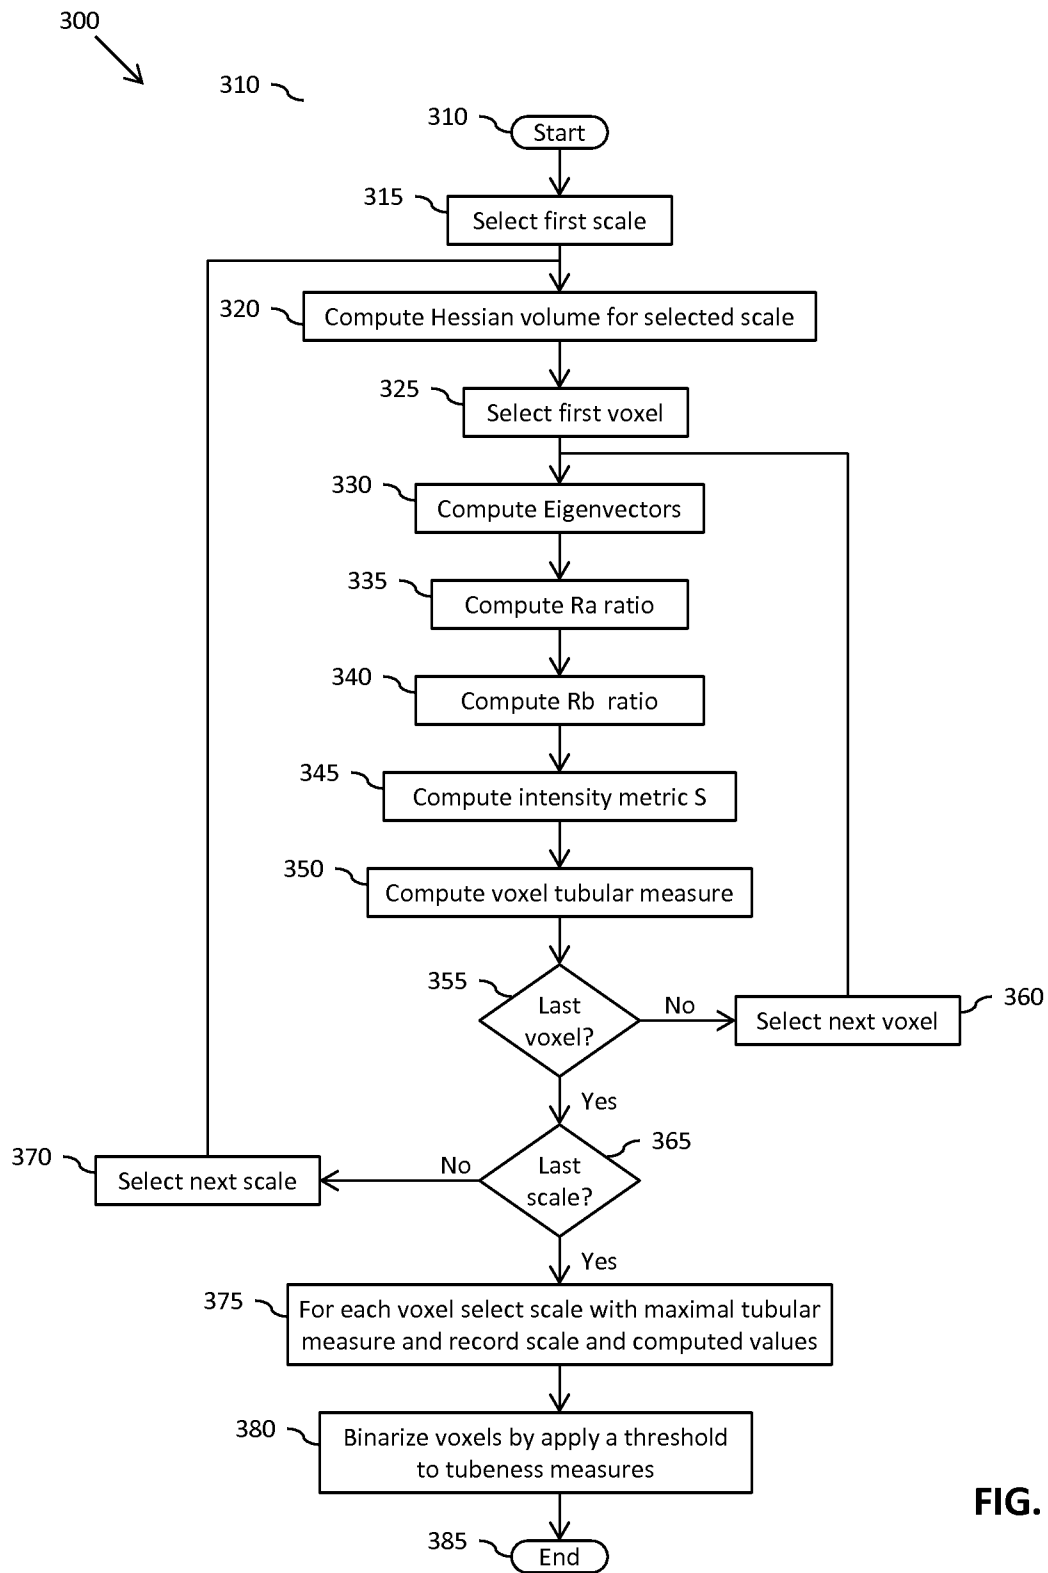 300
310
310
Start
315
Select first scale
320
Compute Hessian volume for selected scale
325
Select first voxel
330
Compute Eigenvectors
335
Compute Ra ratio
340
Compute Rb ratio
345
Compute intensity metric S
350
Compute voxel tubular measure
355
Last
voxel?
No
Select next voxel
360
Yes
365
Last
scale?
No
370
Select next scale
Yes
375
For each voxel select scale with maximal tubular
measure and record scale and computed values
380
Binarize voxels by apply a threshold
to tubeness measures
FIG.
385
End